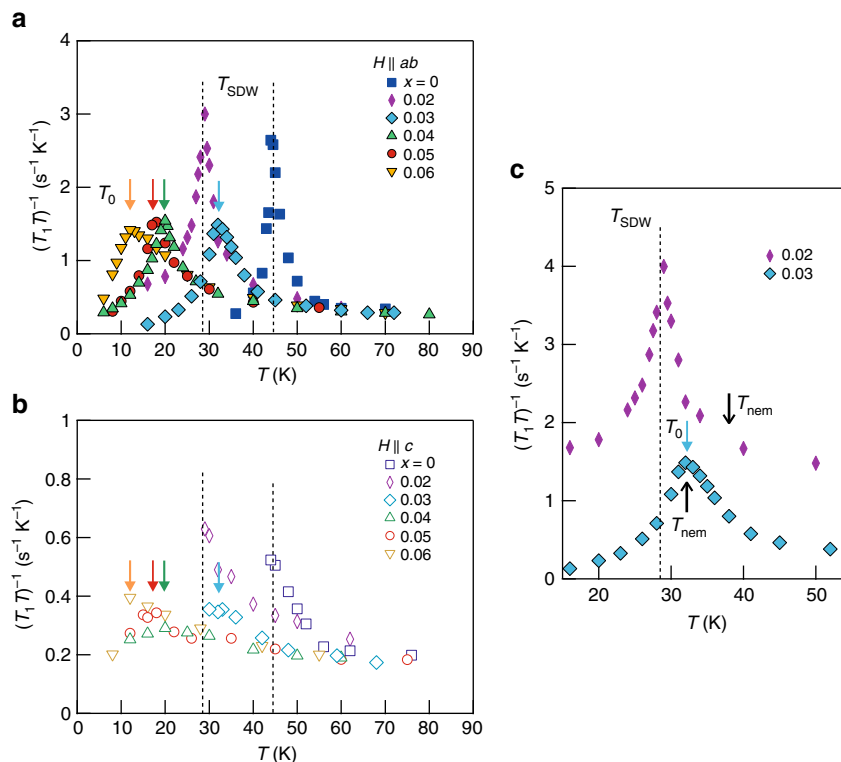 a
4
3
2
1
0
(T₁T)⁻¹ (s⁻¹ K⁻¹)
T₀
T_SDW
H || ab
x = 0
0.02
0.03
0.04
0.05
0.06
0 10 20 30 40 50 60 70 80 90
T (K)
b
1
0.8
0.6
0.4
0.2
0
(T₁T)⁻¹ (s⁻¹ K⁻¹)
H || c
x = 0
0.02
0.03
0.04
0.05
0.06
0 10 20 30 40 50 60 70 80 90
T (K)
c
5
4
3
2
1
0
(T₁T)⁻¹ (s⁻¹ K⁻¹)
T_SDW
0.02
0.03
T_nem
T₀
T_nem
20 30 40 50
T (K)